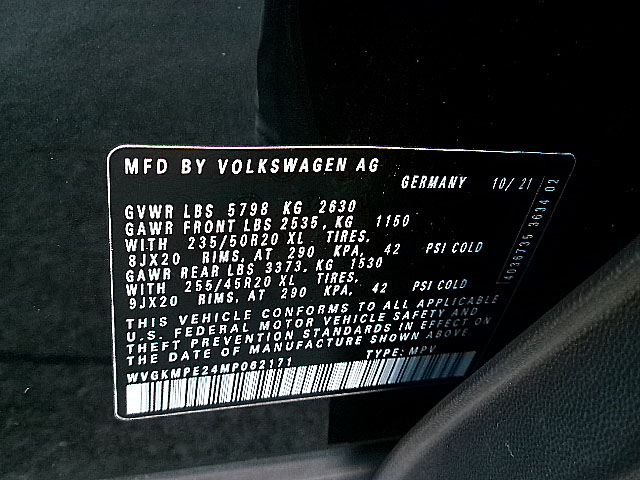 MFD BY VOLKSWAGEN AG
GERMANY 10/21
GVWR LBS 5798 KG 2630
GAWR FRONT LBS 2535, KG 1150
WITH 235/50R20 XL TIRES,
8JX20 RIMS, AT 290 KPA, 42 PSI COLD
GAWR REAR LBS 3373, KG 1530
WITH 255/45R20 XL TIRES,
9JX20 RIMS, AT 290 KPA, 42 PSI COLD
THIS VEHICLE CONFORMS TO ALL APPLICABLE
U.S. FEDERAL MOTOR VEHICLE SAFETY AND
THEFT PREVENTION STANDARDS IN EFFECT ON
THE DATE OF MANUFACTURE SHOWN ABOVE
WVGKMPE24MP062171 TYPE: MPV
4036735 3634 02